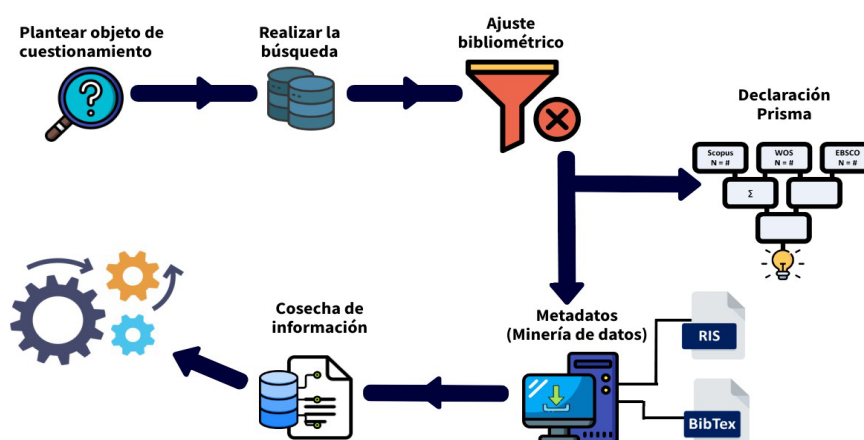 Plantear objeto de
cuestionamiento
Realizar la
búsqueda
Ajuste
bibliométrico
Declaración
Prisma
Scopus
N = #
WOS
N = #
EBSCO
N = #
Σ
Metadatos
(Minería de datos)
RIS
BibTex
Cosecha de
información